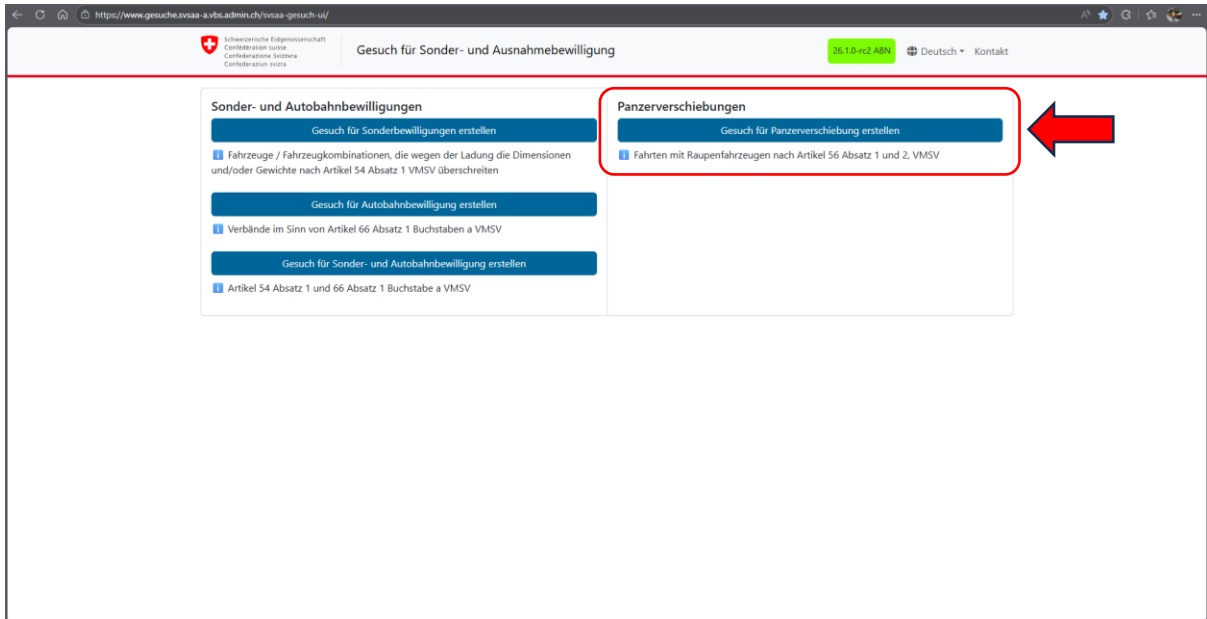 https://www.gesuche.svsaa-a.vbs.admin.ch/svsaa-gesuch-ui/
Schweizerische Eidgenossenschaft
Confédération suisse
Confederazione Svizzera
Confederaziun svizra
Gesuch für Sonder- und Ausnahmebewilligung
26.1.0-rc2 ABN
Deutsch
Kontakt
Sonder- und Autobahnbewilligungen
Gesuch für Sonderbewilligungen erstellen
Fahrzeuge / Fahrzeugkombinationen, die wegen der Ladung die Dimensionen
und/oder Gewichte nach Artikel 54 Absatz 1 VMSV überschreiten
Gesuch für Autobahnbewilligung erstellen
Verbände im Sinn von Artikel 66 Absatz 1 Buchstaben a VMSV
Gesuch für Sonder- und Autobahnbewilligung erstellen
Artikel 54 Absatz 1 und 66 Absatz 1 Buchstabe a VMSV
Panzerverschiebungen
Gesuch für Panzerverschiebung erstellen
Fahrten mit Raupenfahrzeugen nach Artikel 56 Absatz 1 und 2, VMSV